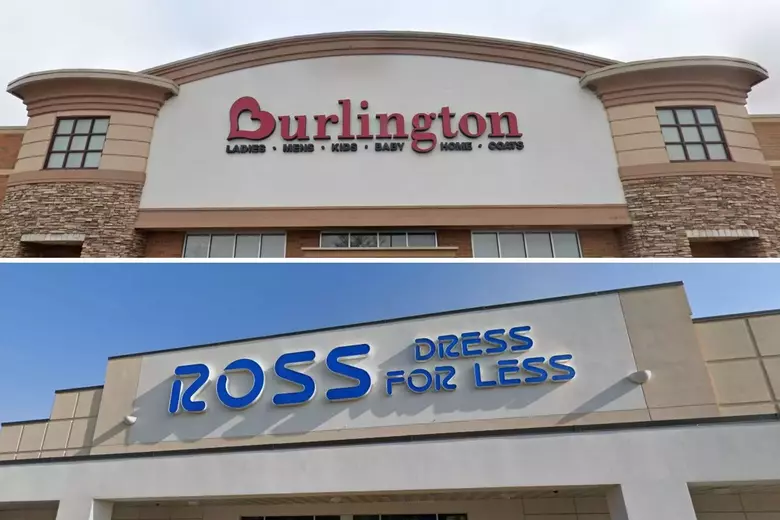 Burlington
LADIES • MENS • KIDS • BABY • HOME • COATS
ROSS DRESS
FOR LESS